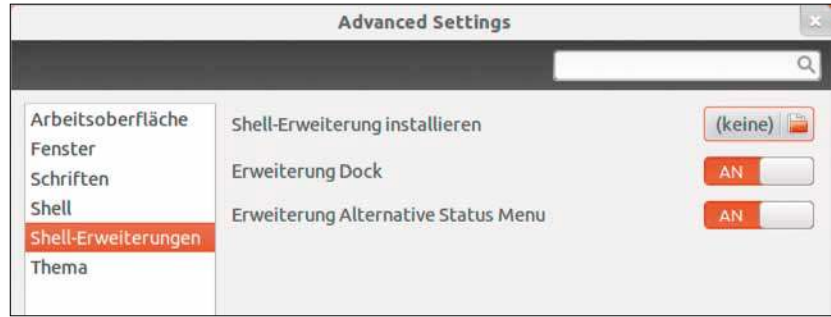 Advanced Settings
Arbeitsoberfläche
Fenster
Schriften
Shell
Shell-Erweiterungen
Thema
Shell-Erweiterung installieren (keine)
Erweiterung Dock AN
Erweiterung Alternative Status Menu AN